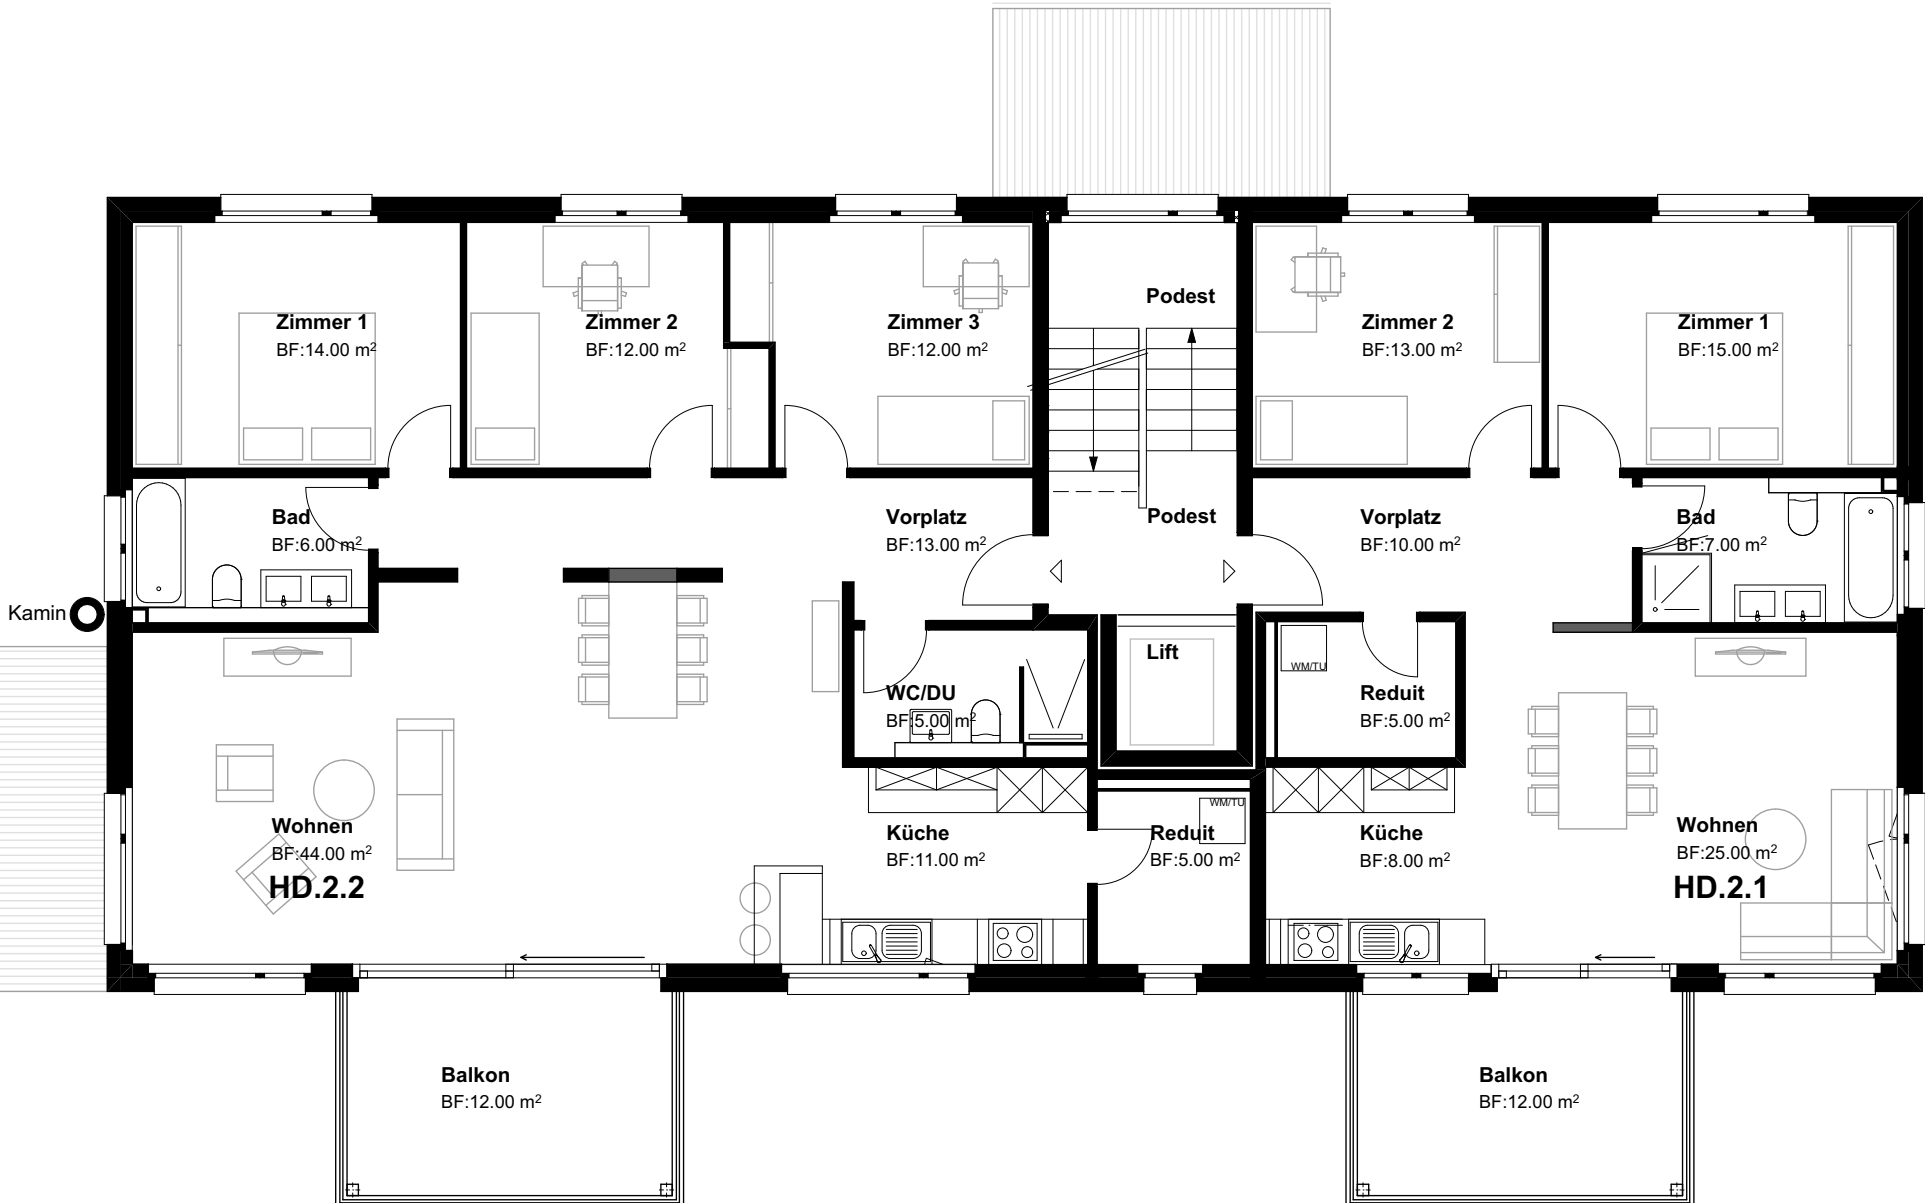 Podest
Zimmer 1
BF:14.00 m²
Zimmer 2
BF:12.00 m²
Zimmer 3
BF:12.00 m²
Zimmer 2
BF:13.00 m²
Zimmer 1
BF:15.00 m²
Bad
BF:6.00 m²
Vorplatz
BF:13.00 m²
Podest
Vorplatz
BF:10.00 m²
Bad
BF:7.00 m²
Kamin
Lift
WM/TU
WC/DU
BF:5.00 m²
Reduit
BF:5.00 m²
WM/TU
Wohnen
BF:44.00 m²
HD.2.2
Küche
BF:11.00 m²
Reduit
BF:5.00 m²
Küche
BF:8.00 m²
Wohnen
BF:25.00 m²
HD.2.1
Balkon
BF:12.00 m²
Balkon
BF:12.00 m²